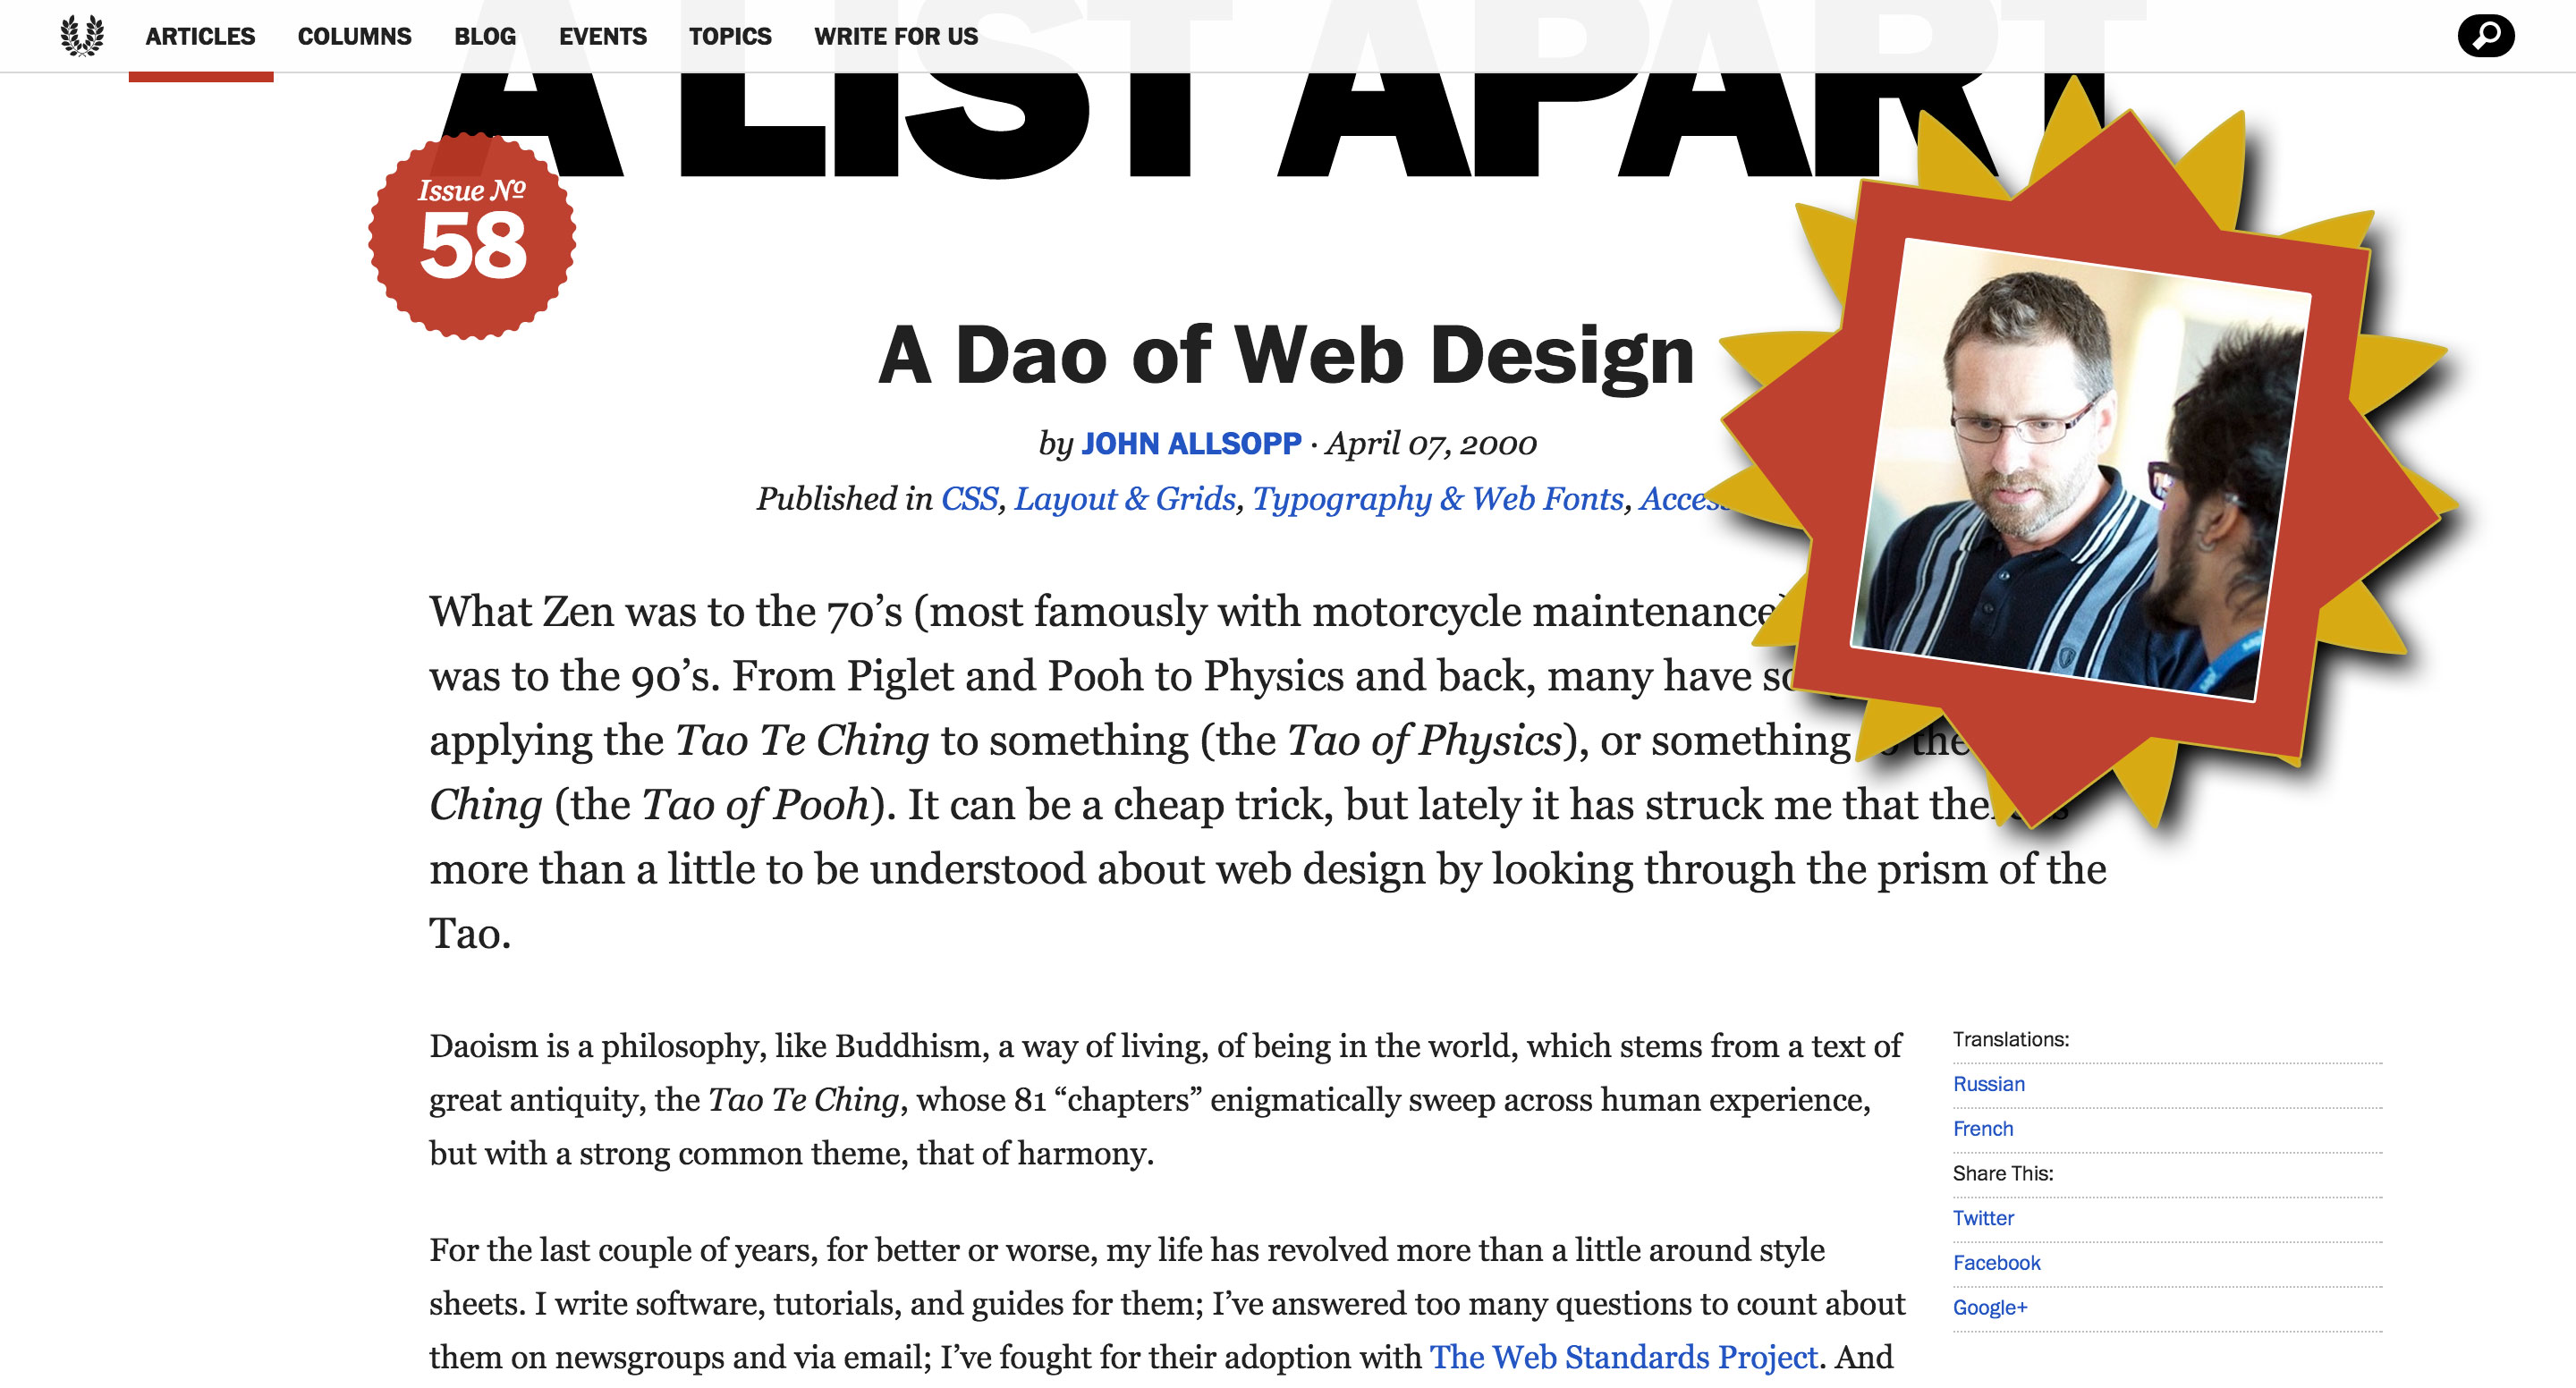 ARTICLES COLUMNS BLOG EVENTS TOPICS WRITE FOR US
A LIST APART
Issue Nº
58
A Dao of Web Design
by JOHN ALLSOPP · April 07, 2000
Published in CSS, Layout & Grids, Typography & Web Fonts,
What Zen was to the 70’s (most famously with motorcycle maintenance)
was to the 90’s. From Piglet and Pooh to Physics and back, many have
applying the Tao Te Ching to something (the Tao of Physics), or something the
Ching (the Tao of Pooh). It can be a cheap trick, but lately it has struck me that
more than a little to be understood about web design by looking through the prism of the
Tao.
Daoism is a philosophy, like Buddhism, a way of living, of being in the world, which stems from a text of
great antiquity, the Tao Te Ching, whose 81 “chapters” enigmatically sweep across human experience,
but with a strong common theme, that of harmony.
For the last couple of years, for better or worse, my life has revolved more than a little around style
sheets. I write software, tutorials, and guides for them; I’ve answered too many questions to count about
them on newsgroups and via email; I’ve fought for their adoption with The Web Standards Project. And
Translations:
Russian
French
Share This:
Twitter
Facebook
Google+